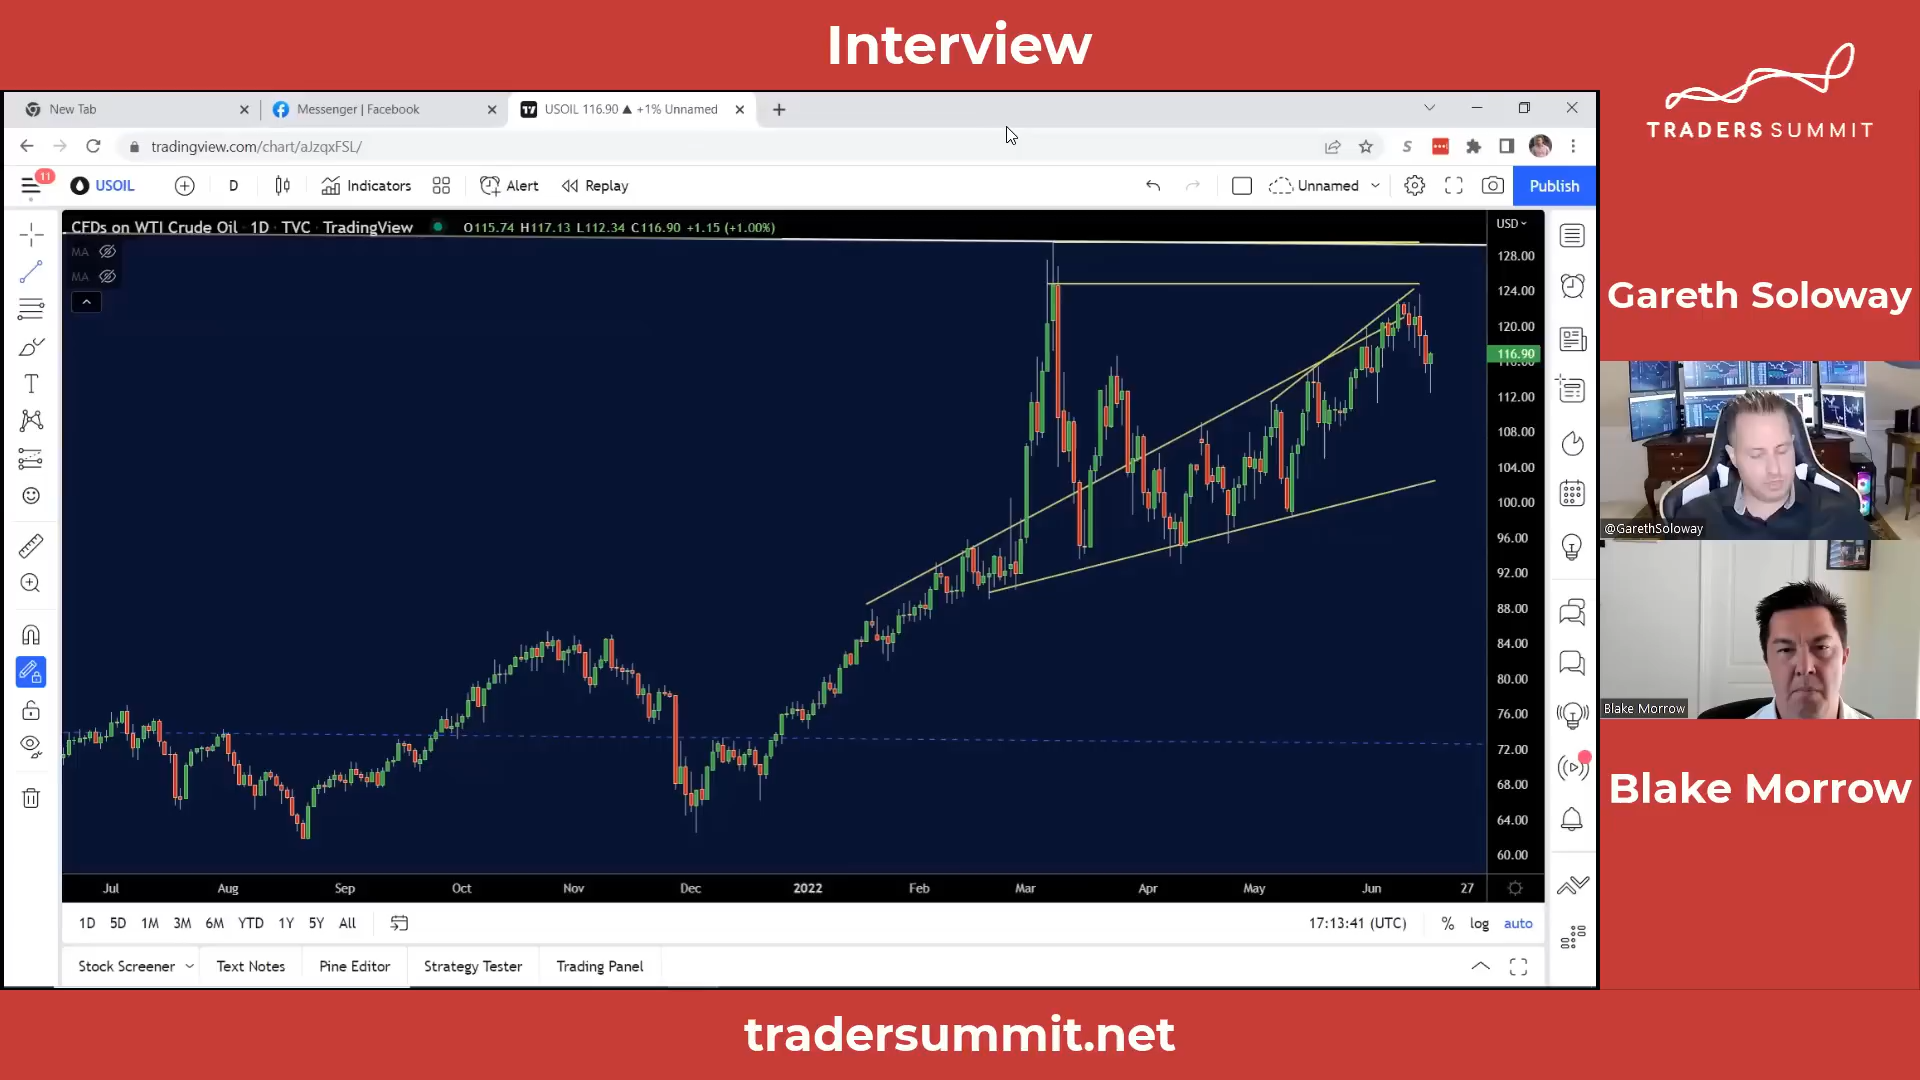 Interview
TRADERS SUMMIT
New Tab
Messenger | Facebook
USOIL 116.90 ▲ +1% Unnamed
tradingview.com/chart/aJzqxFSL/
11
USOIL
D
Indicators
Alert
Replay
Unnamed
Publish
CFDs on WTI Crude Oil · 1D · TVC · TradingView
O115.74 H117.13 L112.34 C116.90 +1.15 (+1.00%)
MA
MA
USD
128.00
124.00
120.00
116.90
112.00
108.00
104.00
100.00
96.00
92.00
88.00
84.00
80.00
76.00
72.00
68.00
64.00
60.00
Jul
Aug
Sep
Oct
Nov
Dec
2022
Feb
Mar
Apr
May
Jun
27
1D 5D 1M 3M 6M YTD 1Y 5Y All
17:13:41 (UTC)
% log auto
Stock Screener
Text Notes
Pine Editor
Strategy Tester
Trading Panel
Gareth Soloway
@GarethSoloway
Blake Morrow
Blake Morrow
tradersummit.net